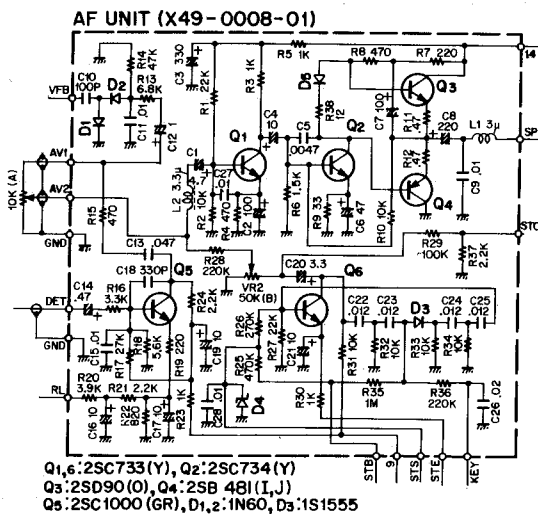 AF UNIT (X49-0008-01)
C10
100P
D2
R14
47K
R13
6.8K
C3 330
R5 1K
R8 470
R7 220
14
VFB
D1
C11 .01
C12 1
R1 22K
R3 1K
D5
R38
12
C7 100
Q3
R11
.47
C8
220
L1 3μ
SP
AV1
AV2
10K (A)
GND
R15
470
C1
4.7
L2 3.3μ
Q1
C4
10
C5
.0047
Q2
R12
.47
C9 .01
Q4
C27
.01
R2 10K
R4 470
C2 100
R6 1.5K
R9 33
C6 47
R10 10K
STO
R29
100K
R37
2.2K
C13 .047
C18 330P
Q5
R28
220K
VR2
50K(B)
C20 3.3
Q6
DET
C14
.47
R16
3.3K
GND
C15 .01
R17 27K
R18
5.6K
R19 220
R24
2.2K
C19 10
R26
270K
R27 22K
R25
470K
C21 10
C22
.012
C23
.012
D3
C24
.012
C25
.012
R31 10K
R32
10K
R33
10K
R34
10K
RL
R20
3.9K
R21 2.2K
C16 10
R22
820
C17 10
R23
1K
C28 .01
D4
R30
1K
R35
1M
R36
220K
C26 .02
STB
9
STS
STE
KEY
Q1,6:2SC733(Y), Q2:2SC734(Y)
Q3:2SD90(O), Q4:2SB 481(I,J)
Q5:2SC1000 (GR), D1,2:1N60, D3:1S1555